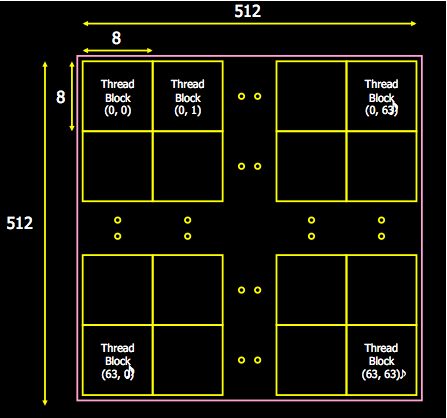 512
8
Thread
Block
(0, 0)
Thread
Block
(0, 1)
Thread
Block
(0, 63)
8
512
Thread
Block
(63, 0)
Thread
Block
(63, 63)